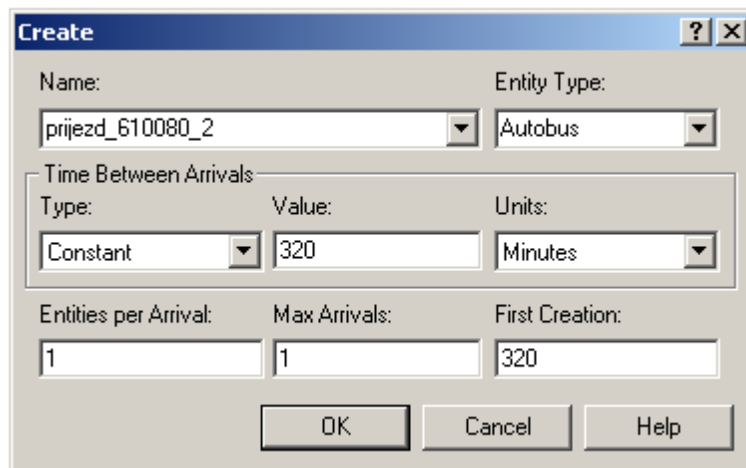 Create
Name: Entity Type:
prijezd_610080_2 Autobus
Time Between Arrivals
Type: Value: Units:
Constant 320 Minutes
Entities per Arrival: Max Arrivals: First Creation:
1 1 320
OK Cancel Help